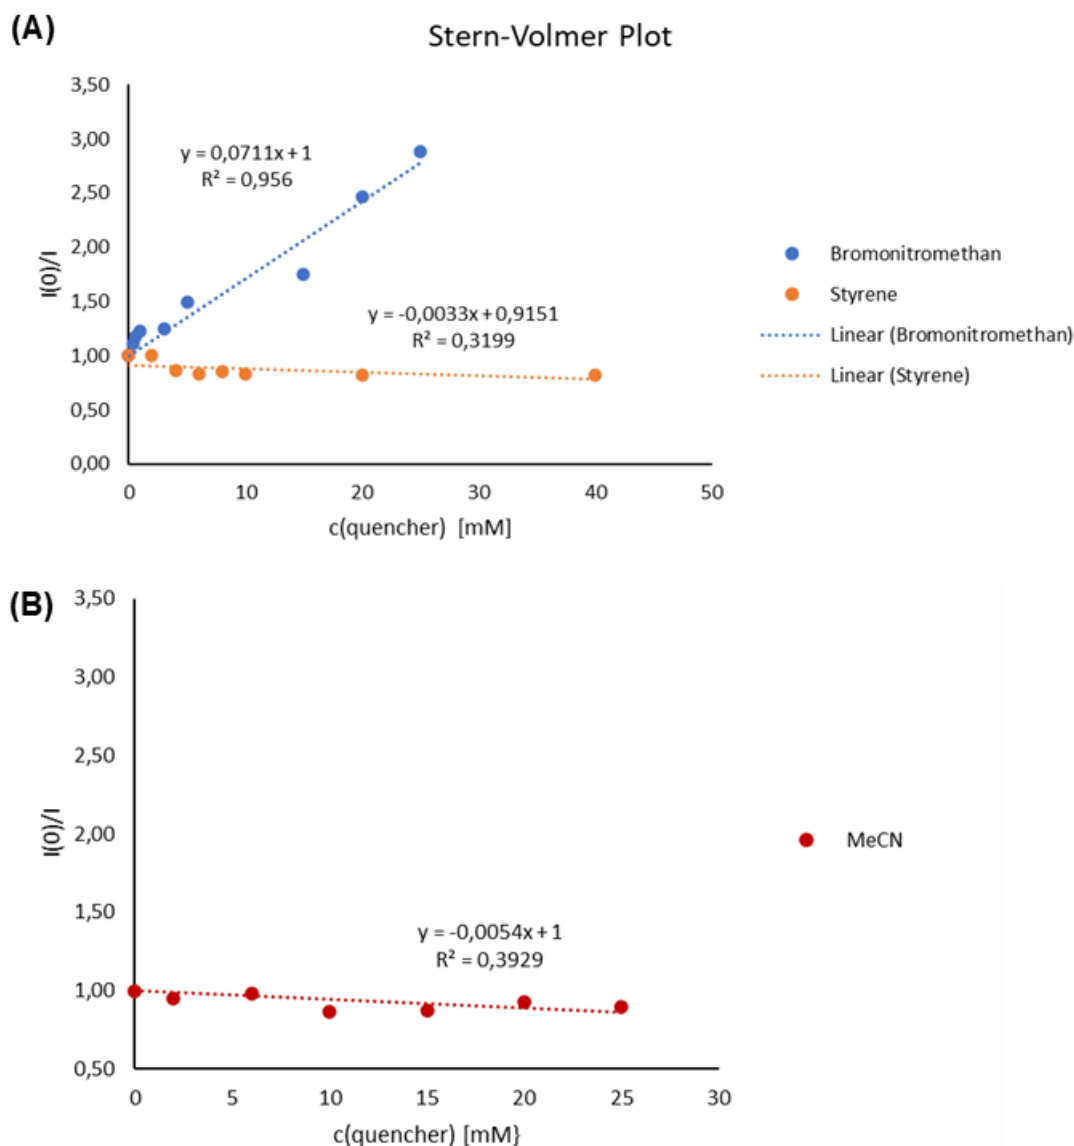 (A)
Stern-Volmer Plot
3,50
3,00
2,50
2,00
1,50
1,00
0,50
0,00
I(0)/I
y = 0,0711x + 1
R² = 0,956
y = -0,0033x + 0,9151
R² = 0,3199
0 10 20 30 40 50
c(quencher) [mM]
Bromonitromethan
Styrene
Linear (Bromonitromethan)
Linear (Styrene)
(B)
3,50
3,00
2,50
2,00
1,50
1,00
0,50
I(0)/I
y = -0,0054x + 1
R² = 0,3929
0 5 10 15 20 25 30
c(quencher) [mM}
MeCN